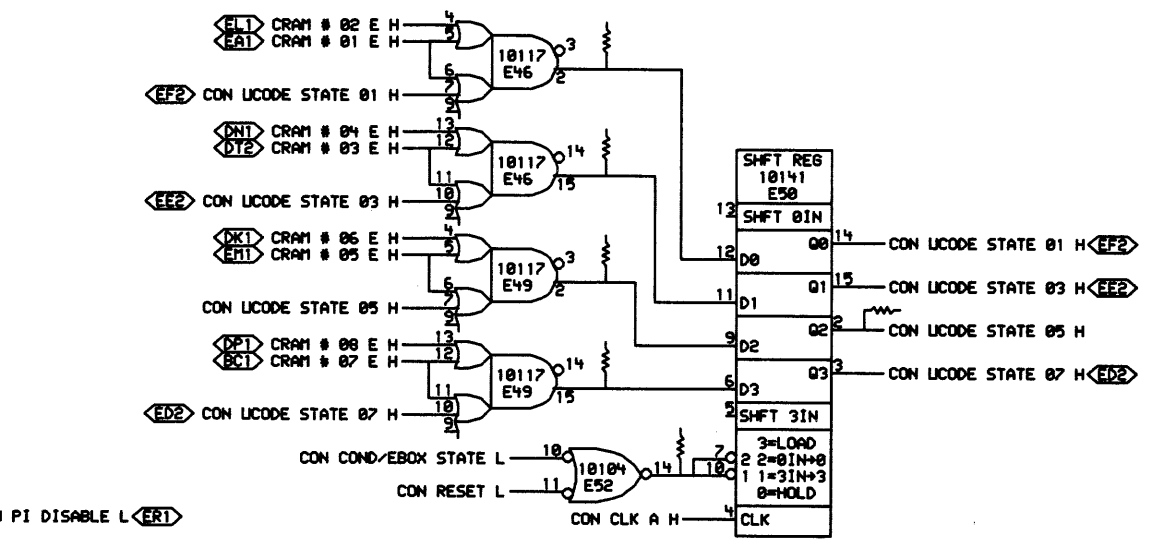 EL1 CRAM # 02 E H 4
EA1 CRAM # 01 E H 5
3
10117
E46
2
6
EF2 CON UCODE STATE 01 H 7
9
DN1 CRAM # 04 E H 13
DT2 CRAM # 03 E H 12
14
10117
E46
15
11
EE2 CON UCODE STATE 03 H 10
9
DK1 CRAM # 06 E H 4
EM1 CRAM # 05 E H 5
3
10117
E49
2
6
CON UCODE STATE 05 H 7
9
DP1 CRAM # 08 E H 13
BC1 CRAM # 07 E H 12
14
10117
E49
15
11
ED2 CON UCODE STATE 07 H 10
9
SHFT REG
10141
E50
13 SHFT 0IN
Q0 14 CON UCODE STATE 01 H EF2
12 D0
Q1 15 CON UCODE STATE 03 H EE2
11 D1
Q2 2 CON UCODE STATE 05 H
9 D2
Q3 3 CON UCODE STATE 07 H ED2
6 D3
5 SHFT 3IN
3=LOAD
7 2 2=0IN→0
10 1 1=3IN→3
0=HOLD
4 CLK
CON COND/EBOX STATE L 10
10104
E52
14
CON RESET L 11
CON CLK A H
PI DISABLE L ER1